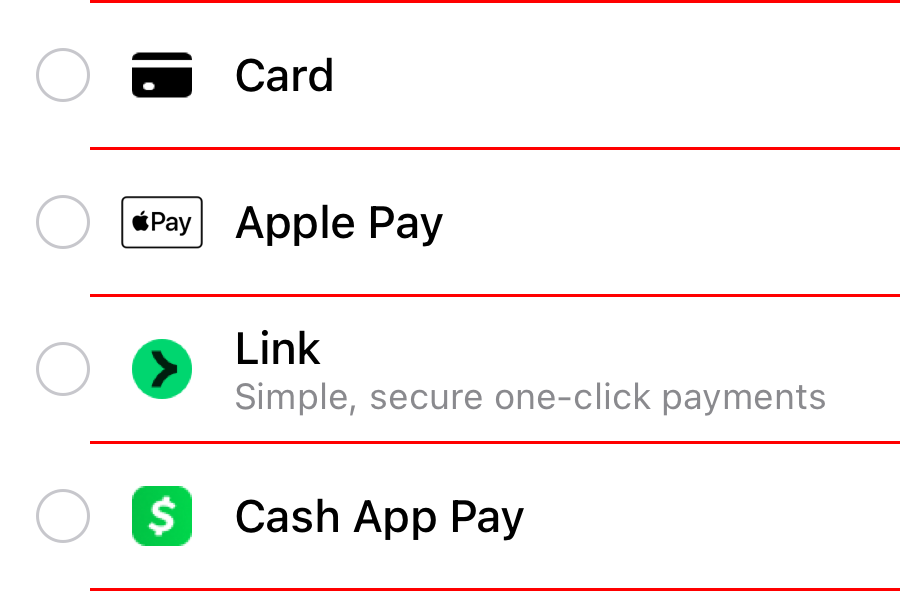 Card
Pay Apple Pay
Link
Simple, secure one-click payments
$ Cash App Pay